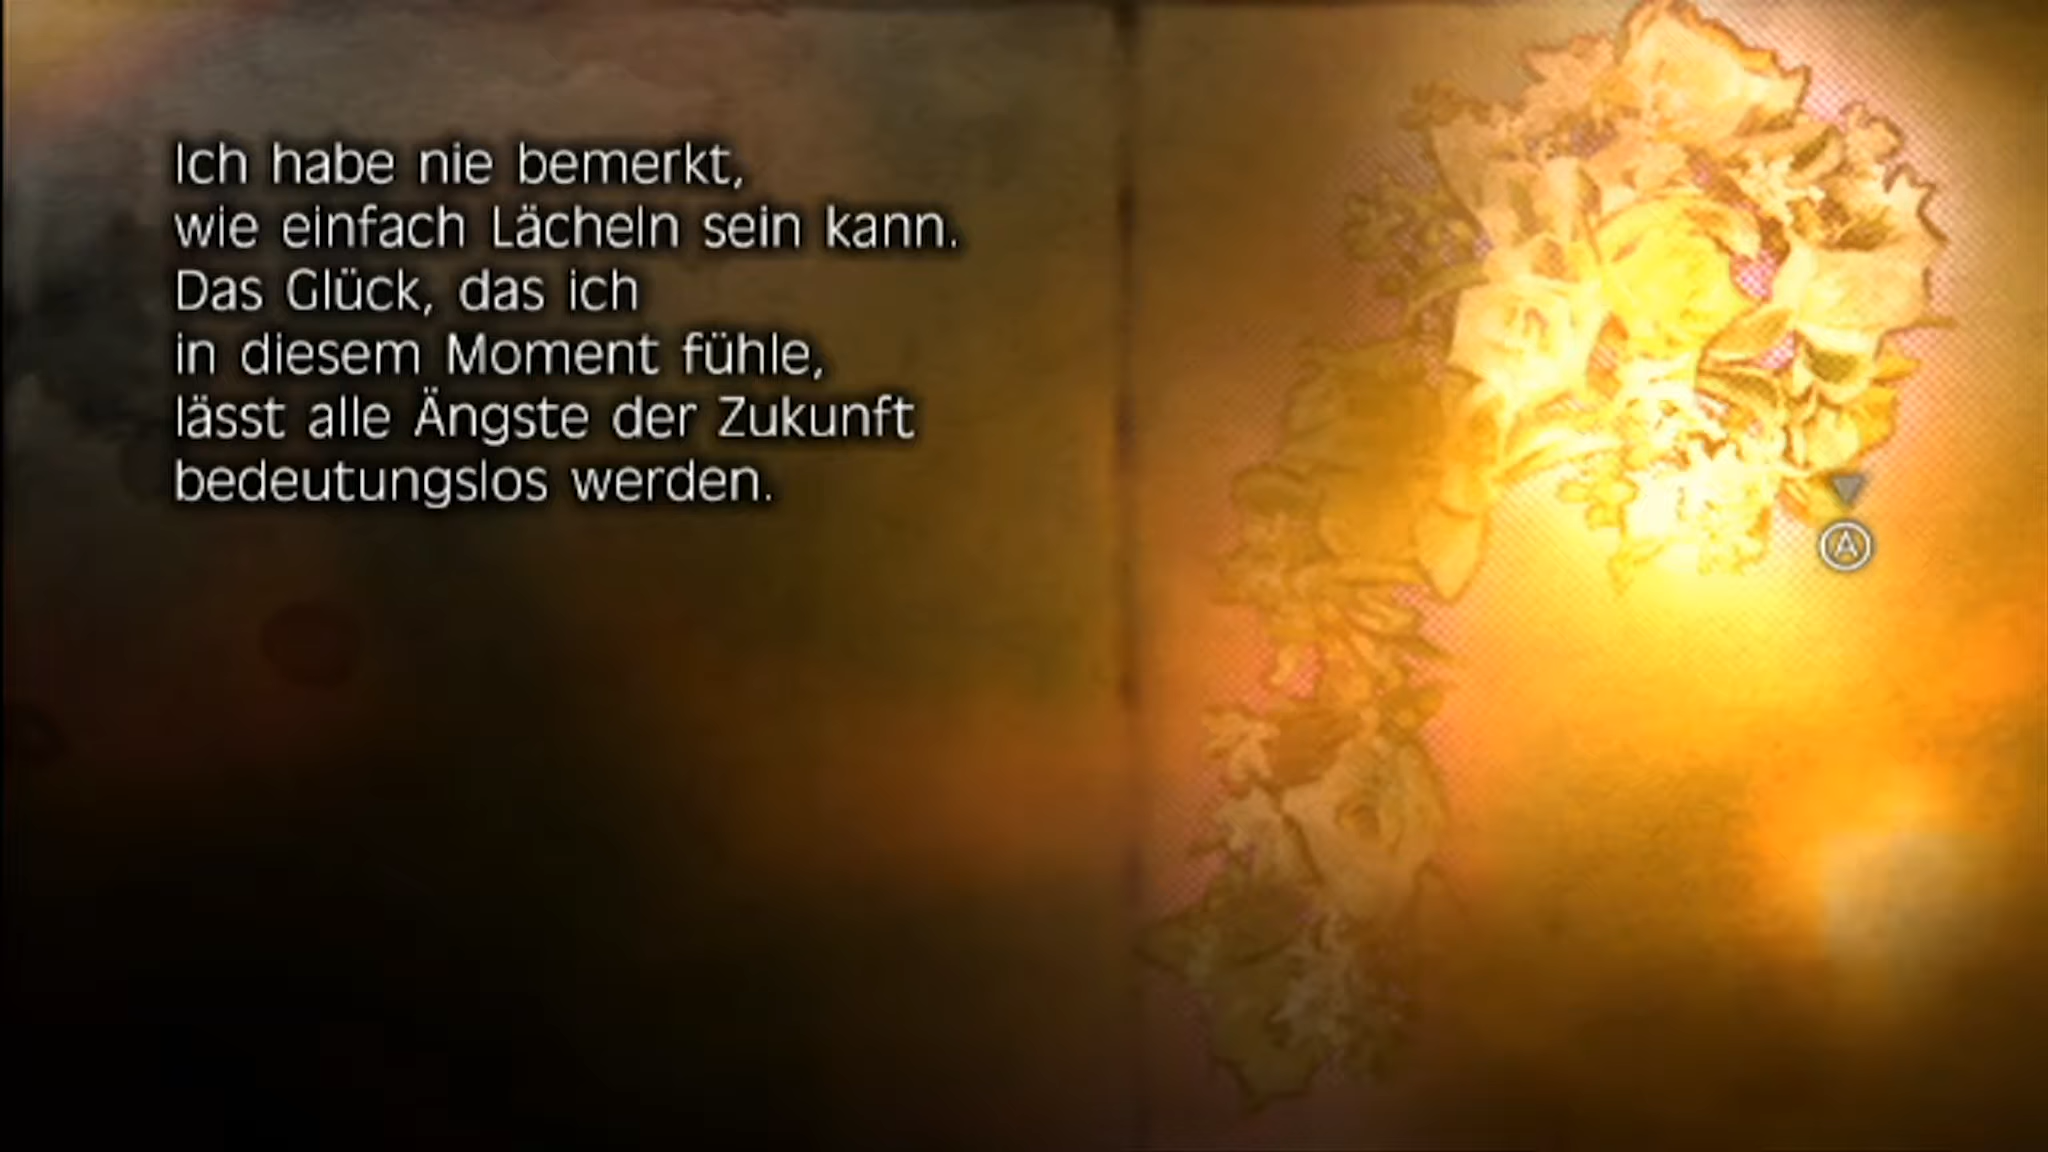 Ich habe nie bemerkt,
wie einfach Lächeln sein kann.
Das Glück, das ich
in diesem Moment fühle,
lässt alle Ängste der Zukunft
bedeutungslos werden.
A